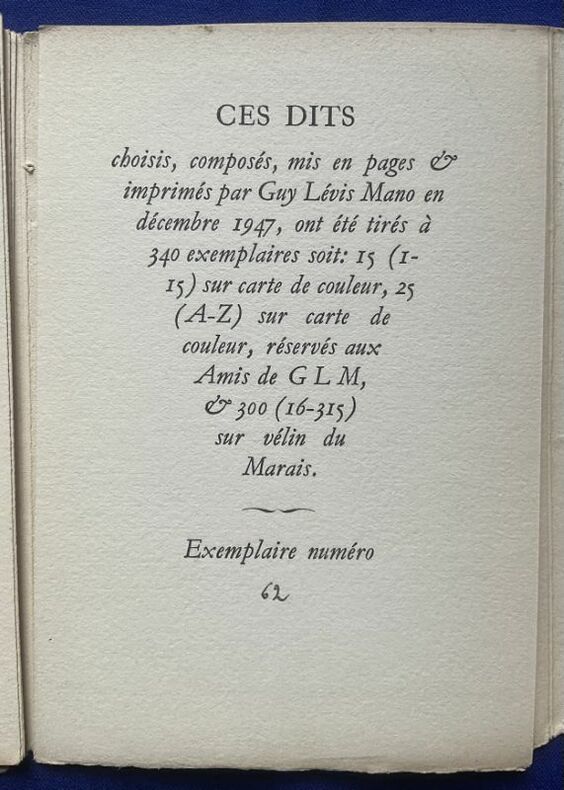 CES DITS
choisis, composés, mis en pages &
imprimés par Guy Lévis Mano en
décembre 1947, ont été tirés à
340 exemplaires soit: 15 (1-
15) sur carte de couleur, 25
(A-Z) sur carte de
couleur, réservés aux
Amis de G L M,
& 300 (16-315)
sur vélin du
Marais.
Exemplaire numéro
62